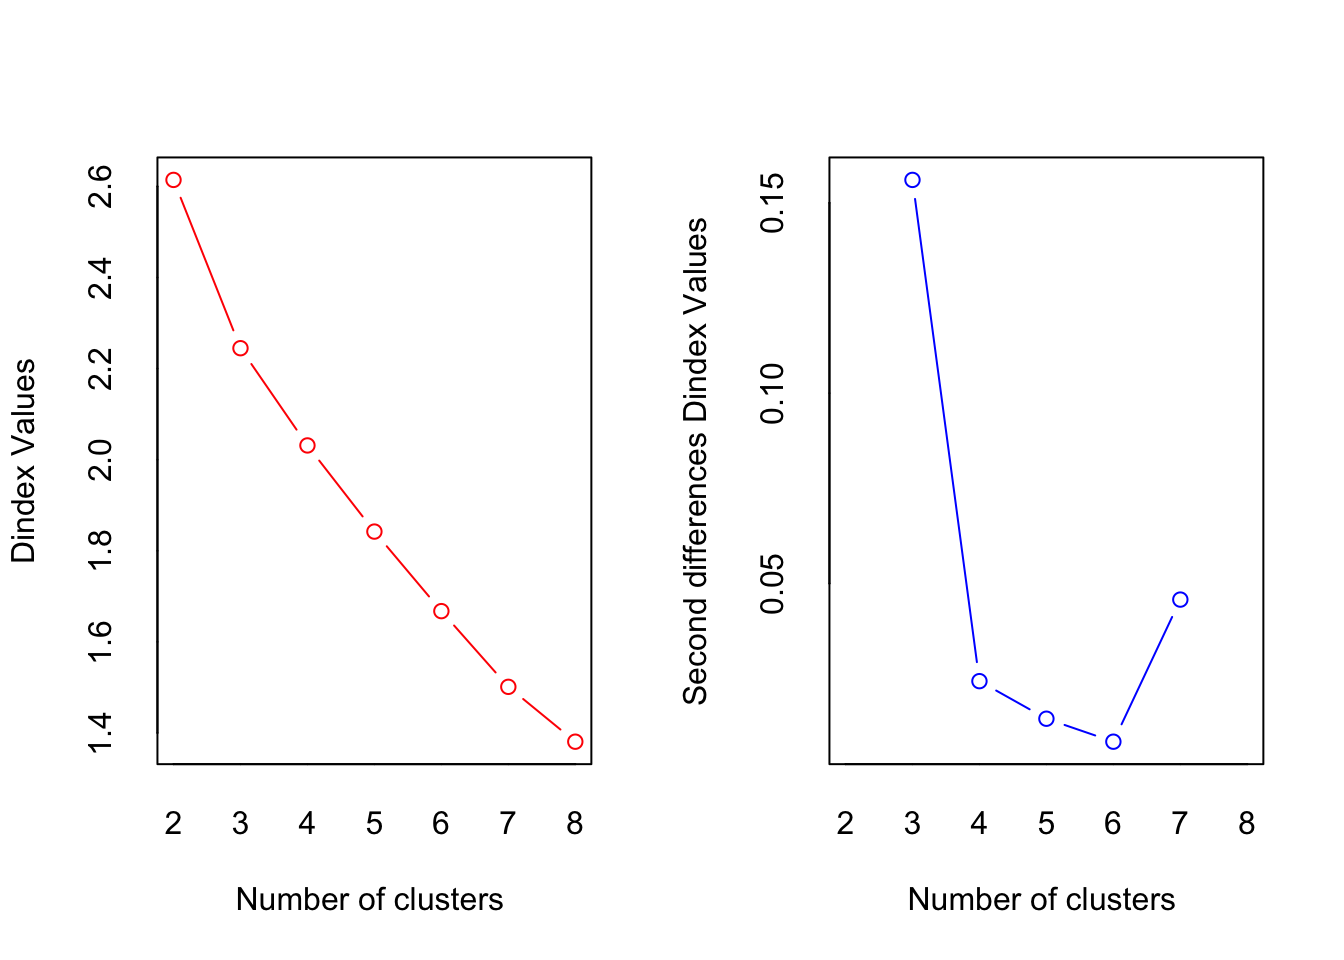 Dindex Values
2.6
2.4
2.2
2.0
1.8
1.6
1.4
2 3 4 5 6 7 8
Number of clusters
Second differences Dindex Values
0.15
0.10
0.05
2 3 4 5 6 7 8
Number of clusters